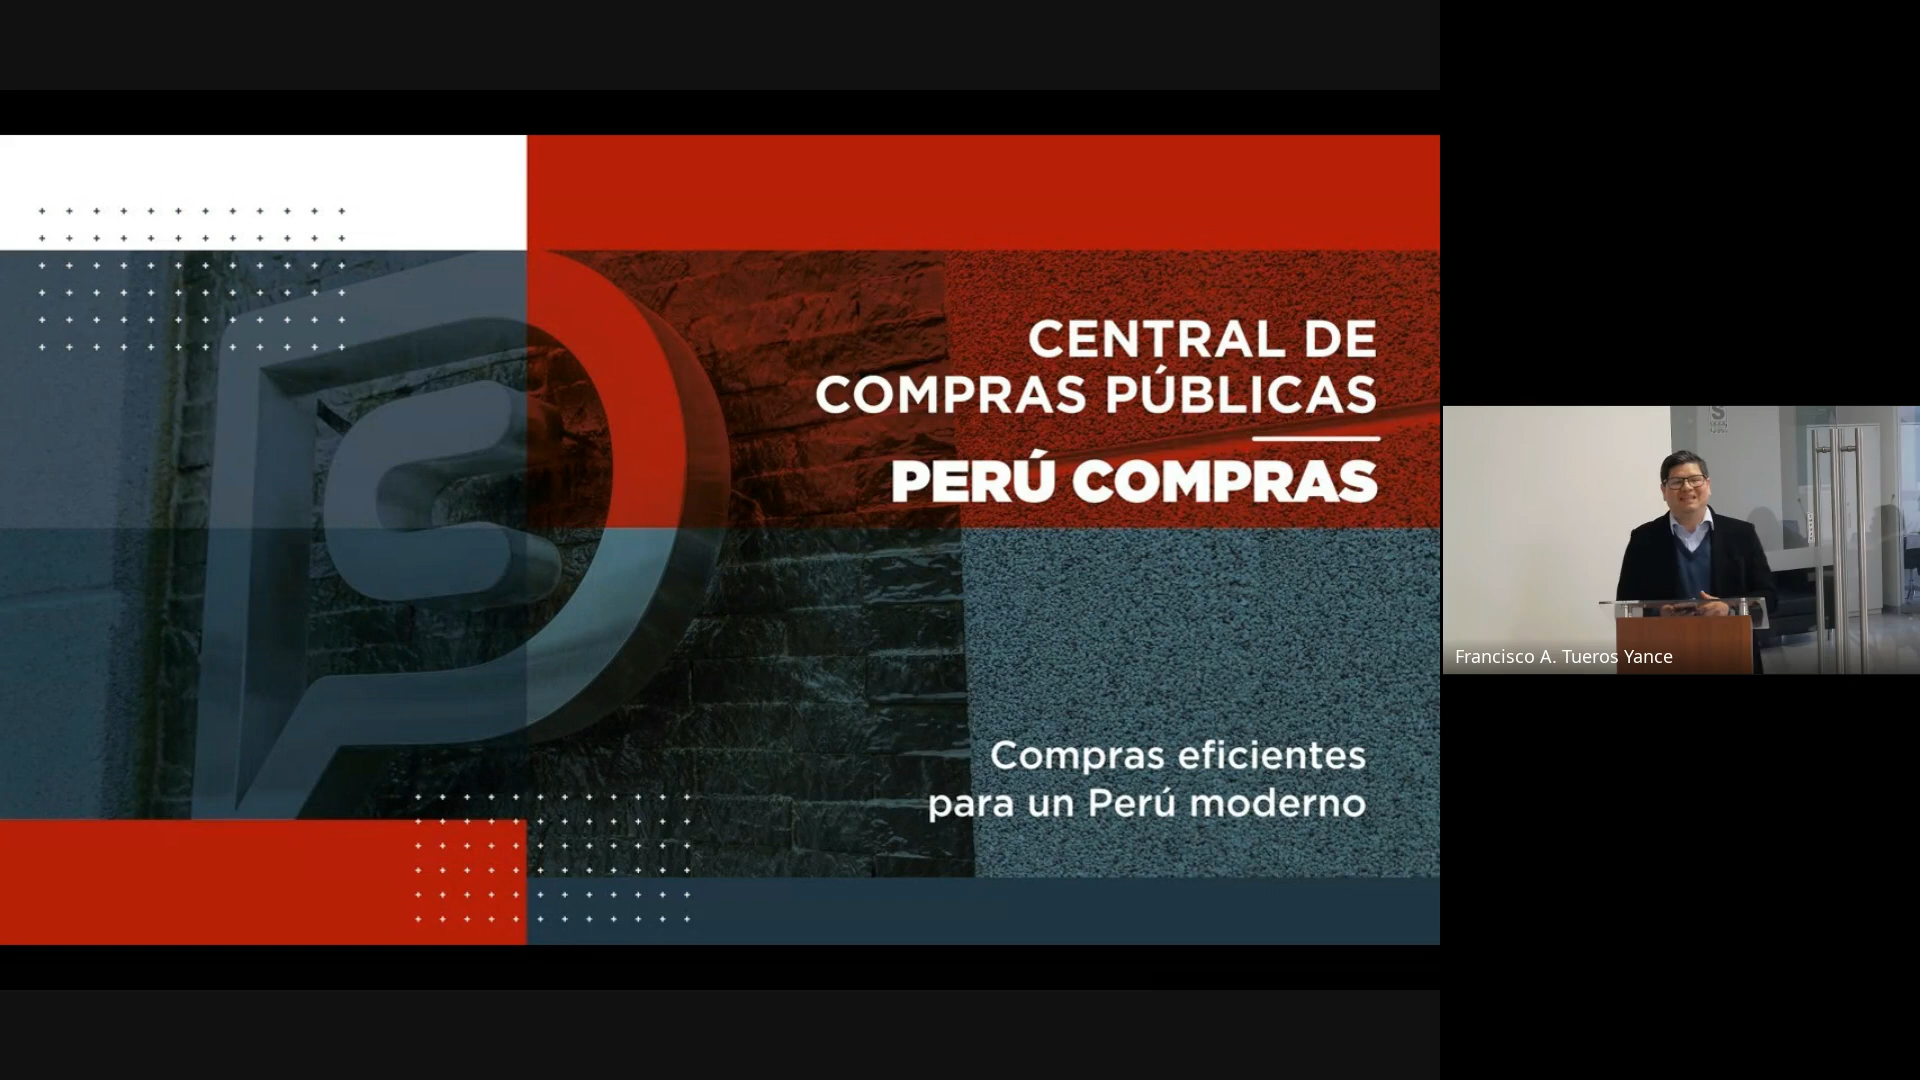 CENTRAL DE
COMPRAS PÚBLICAS
PERÚ COMPRAS
Compras eficientes
para un Perú moderno
S
Francisco A. Tueros Yance